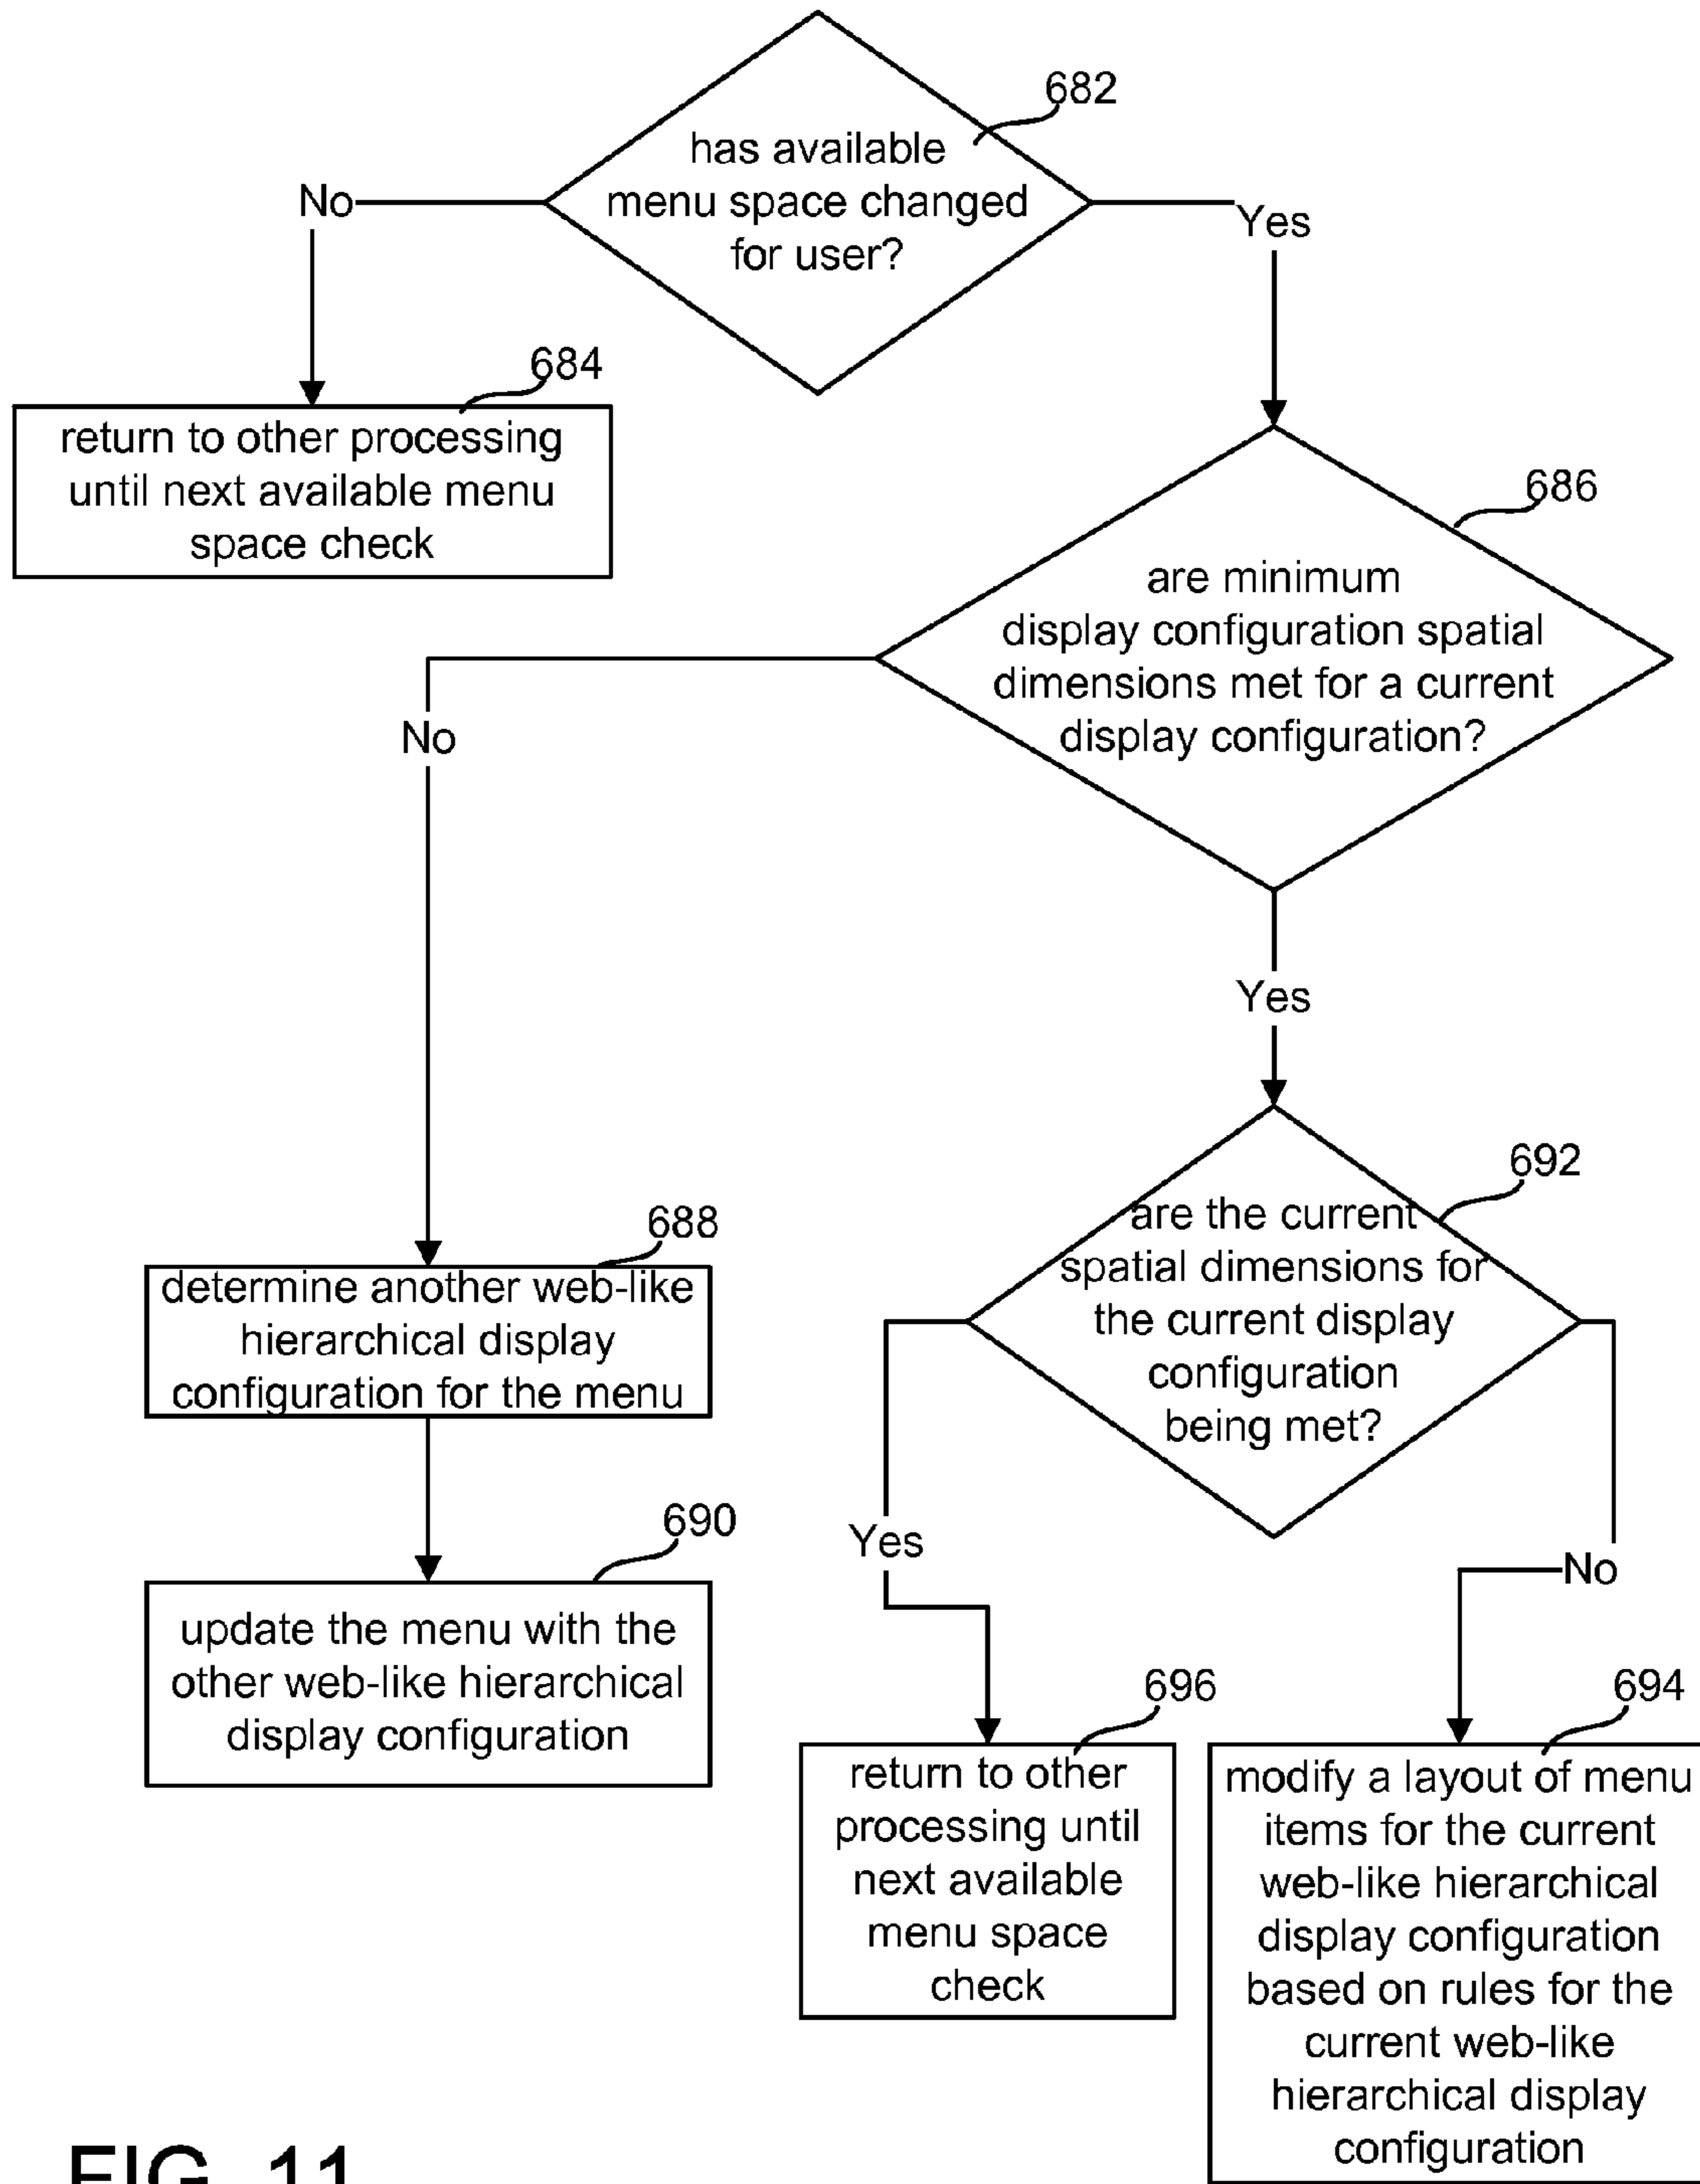 682
has available
menu space changed
for user?
No
Yes
684
return to other processing
until next available menu
space check
686
are minimum
display configuration spatial
dimensions met for a current
display configuration?
No
Yes
692
are the current
spatial dimensions for
the current display
configuration
being met?
688
determine another web-like
hierarchical display
configuration for the menu
690
update the menu with the
other web-like hierarchical
display configuration
Yes
No
696
return to other
processing until
next available
menu space
check
694
modify a layout of menu
items for the current
web-like hierarchical
display configuration
based on rules for the
current web-like
hierarchical display
configuration
FIG. 11